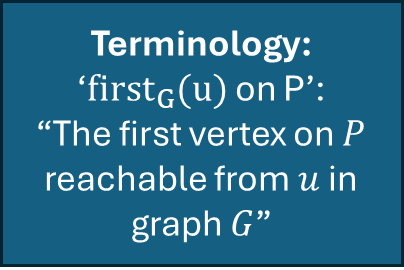 Terminology:
‘first_G(u) on P’:
“The first vertex on P
reachable from u in
graph G”